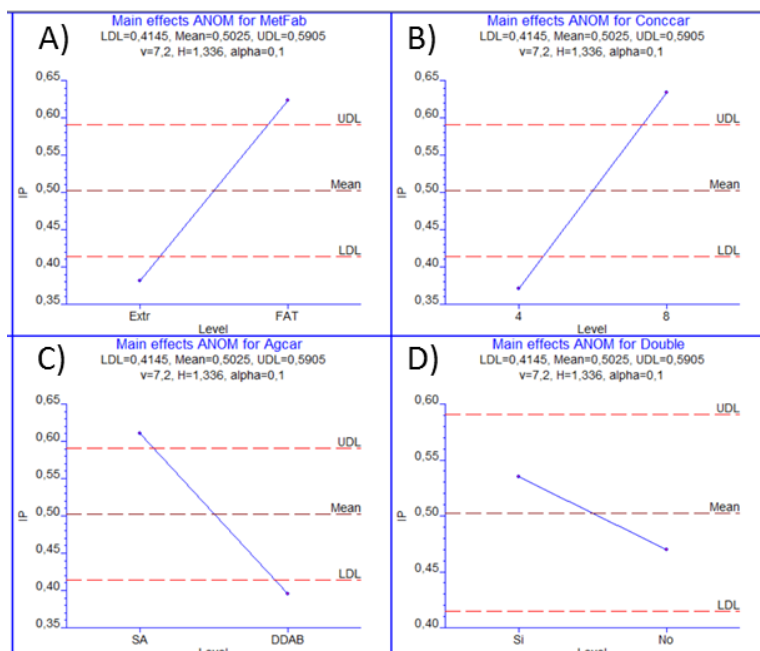 A)
Main effects ANOM for MetFab
LDL=0,4145, Mean=0,5025, UDL=0,5905
v=7,2, H=1,336, alpha=0,1
0,65
0,60
UDL
0,55
IP
0,50
Mean
0,45
LDL
0,40
0,35
Extr
FAT
Level
B)
Main effects ANOM for Conccar
LDL=0,4145, Mean=0,5025, UDL=0,5905
v=7,2, H=1,336, alpha=0,1
0,65
0,60
UDL
0,55
IP
0,50
Mean
0,45
LDL
0,40
0,35
4
8
Level
C)
Main effects ANOM for Agcar
LDL=0,4145, Mean=0,5025, UDL=0,5905
v=7,2, H=1,336, alpha=0,1
0,65
0,60
UDL
0,55
IP
0,50
Mean
0,45
LDL
0,40
0,35
SA
DDAB
Level
D)
Main effects ANOM for Double
LDL=0,4145, Mean=0,5025, UDL=0,5905
v=7,2, H=1,336, alpha=0,1
0,60
UDL
0,55
IP
0,50
Mean
0,45
LDL
0,40
Si
No
Level